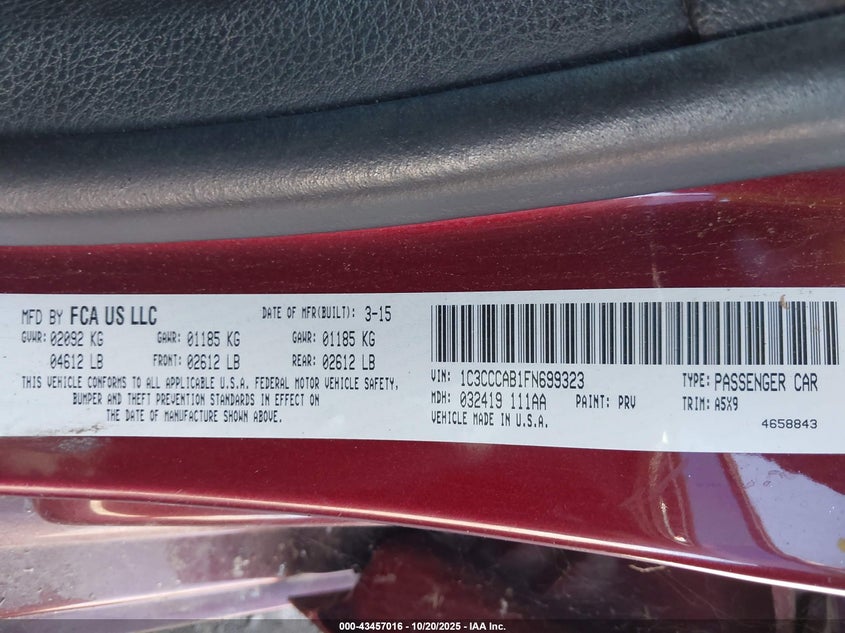 MFD BY FCA US LLC DATE OF MFR(BUILT): 3-15
GVWR: 02092 KG GAWR: 01185 KG GAWR: 01185 KG
04612 LB FRONT: 02612 LB REAR: 02612 LB
THIS VEHICLE CONFORMS TO ALL APPLICABLE U.S.A. FEDERAL MOTOR VEHICLE SAFETY,
BUMPER AND THEFT PREVENTION STANDARDS IN EFFECT ON
THE DATE OF MANUFACTURE SHOWN ABOVE.
VIN: 1C3CCCAB1FN699323 TYPE: PASSENGER CAR
MDH: 032419 111AA PAINT: PRV TRIM: A5X9
VEHICLE MADE IN U.S.A.
4658843
000-43457016 - 10/20/2025 - IAA Inc.